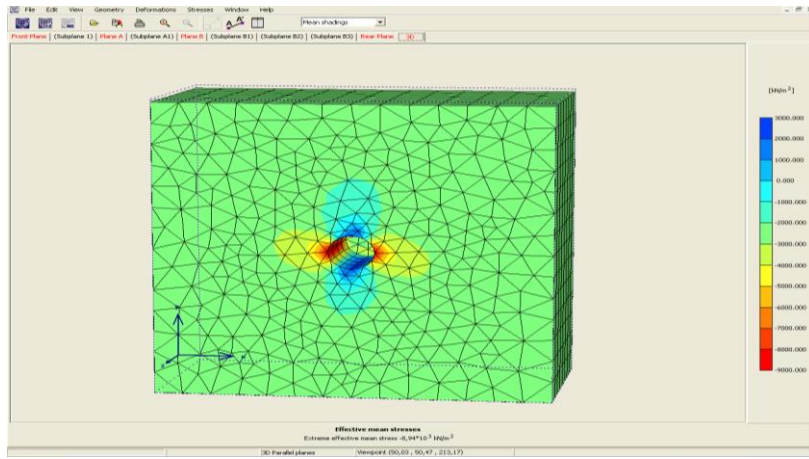 File Edit View Geometry Deformations Stresses Window Help
Mean shadings
Front Plane | (Subplane 1) | Plane A | (Subplane A1) | Plane B | (Subplane B1) | (Subplane B2) | (Subplane B3) | Rear Plane | 3D
[kN/m²]
3000.000
2000.000
1000.000
0.000
-1000.000
-2000.000
-3000.000
-4000.000
-5000.000
-6000.000
-7000.000
-8000.000
-9000.000
Effective mean stresses
Extreme effective mean stress -8,94*10³ kN/m²
3D Parallel planes Viewpoint (50,03 , 50,47 , 213,17)